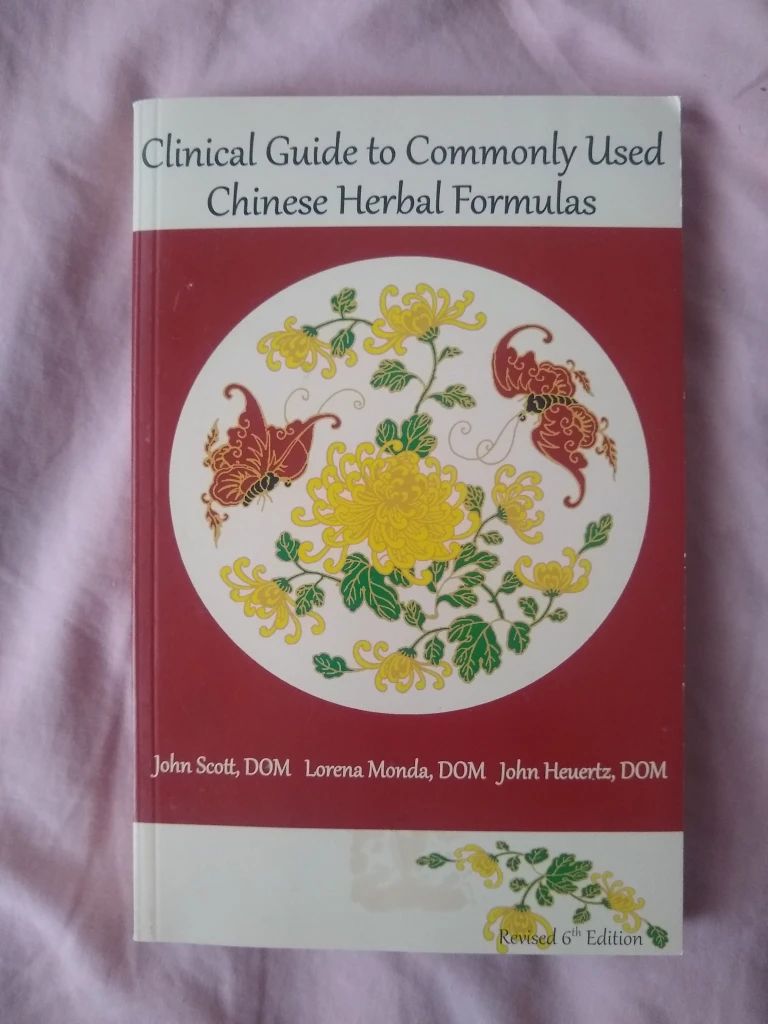 Clinical Guide to Commonly Used
Chinese Herbal Formulas
John Scott, DOM Lorena Monda, DOM John Heuertz, DOM
Revised 6th Edition